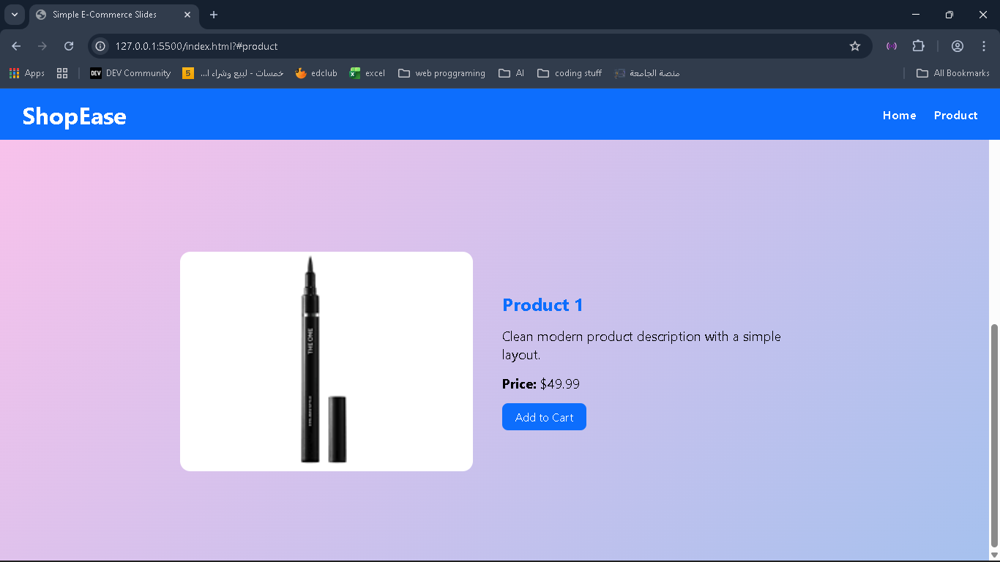 Simple E-Commerce Slides
127.0.0.1:5500/index.html?#product
Apps
DEV
DEV Community
5
خمسات - لبيع وشراء ا...
edclub
excel
web proggraming
AI
coding stuff
منصة الجامعة
All Bookmarks
ShopEase
Home
Product
THE ONE
Product 1
Clean modern product description with a simple
layout.
Price: $49.99
Add to Cart